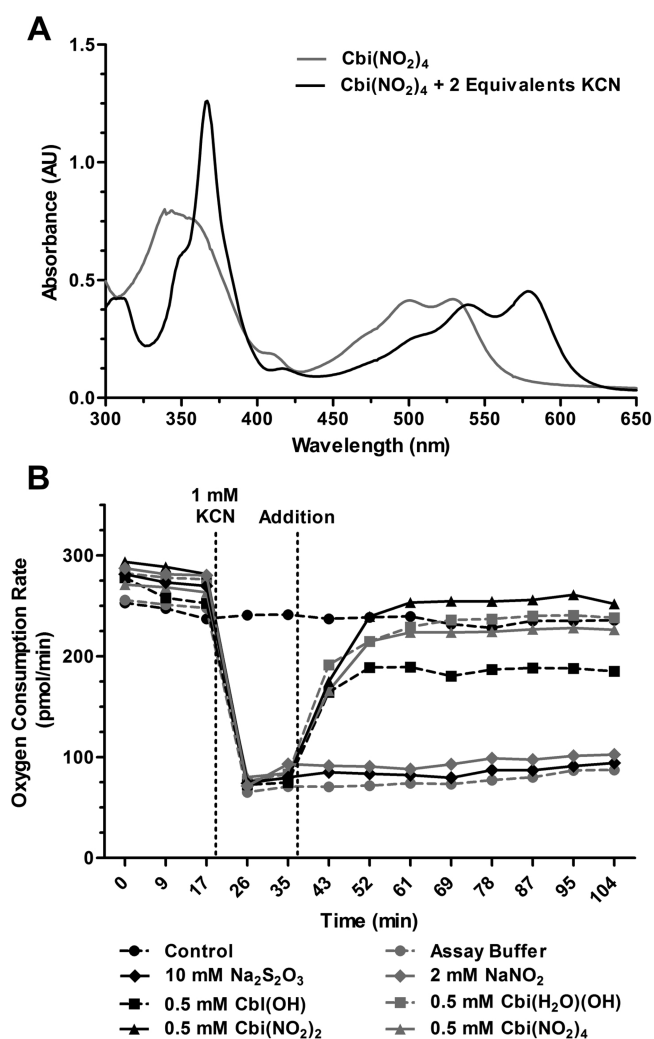 A
1.5
1.0
0.5
0.0
Absorbance (AU)
Cbi(NO₂)₄
Cbi(NO₂)₄ + 2 Equivalents KCN
300 350 400 450 500 550 600 650
Wavelength (nm)
B
1 mM
KCN
Addition
300
200
100
0
Oxygen Consumption Rate
(pmol/min)
0 9 17 26 35 43 52 61 69 78 87 95 104
Time (min)
Control
Assay Buffer
10 mM Na₂S₂O₃
2 mM NaNO₂
0.5 mM Cbl(OH)
0.5 mM Cbi(H₂O)(OH)
0.5 mM Cbi(NO₂)₂
0.5 mM Cbi(NO₂)₄